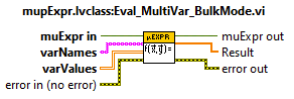 mupExpr.lvclass:Eval_MultiVar_BulkMode.vi
muExpr in
varNames
varValues
error in (no error)
µEXPR
f(x⃗,y⃗)=
muExpr out
Result
error out